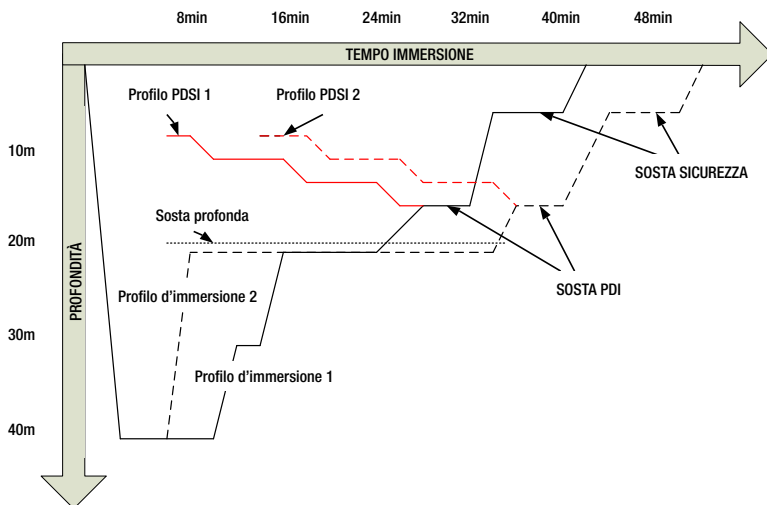 8min 16min 24min 32min 40min 48min
TEMPO IMMERSIONE
Profilo PDSI 1 Profilo PDSI 2
10m
SOSTA SICUREZZA
Sosta profonda
20m
PROFONDITÀ
SOSTA PDI
Profilo d'immersione 2
30m
Profilo d'immersione 1
40m